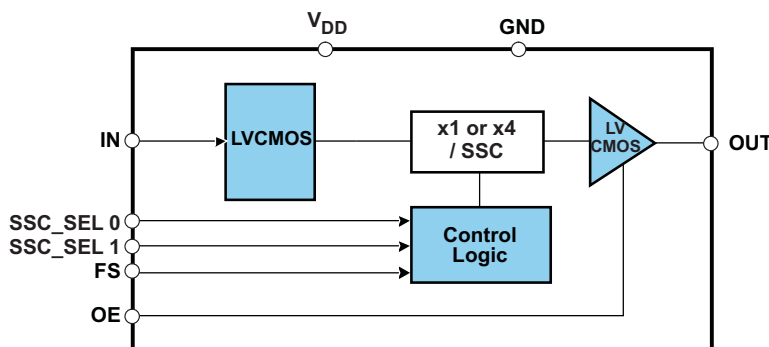 VDD
GND
IN
LVCMOS
x1 or x4
/ SSC
LV
CMOS
OUT
SSC_SEL 0
SSC_SEL 1
FS
Control
Logic
OE